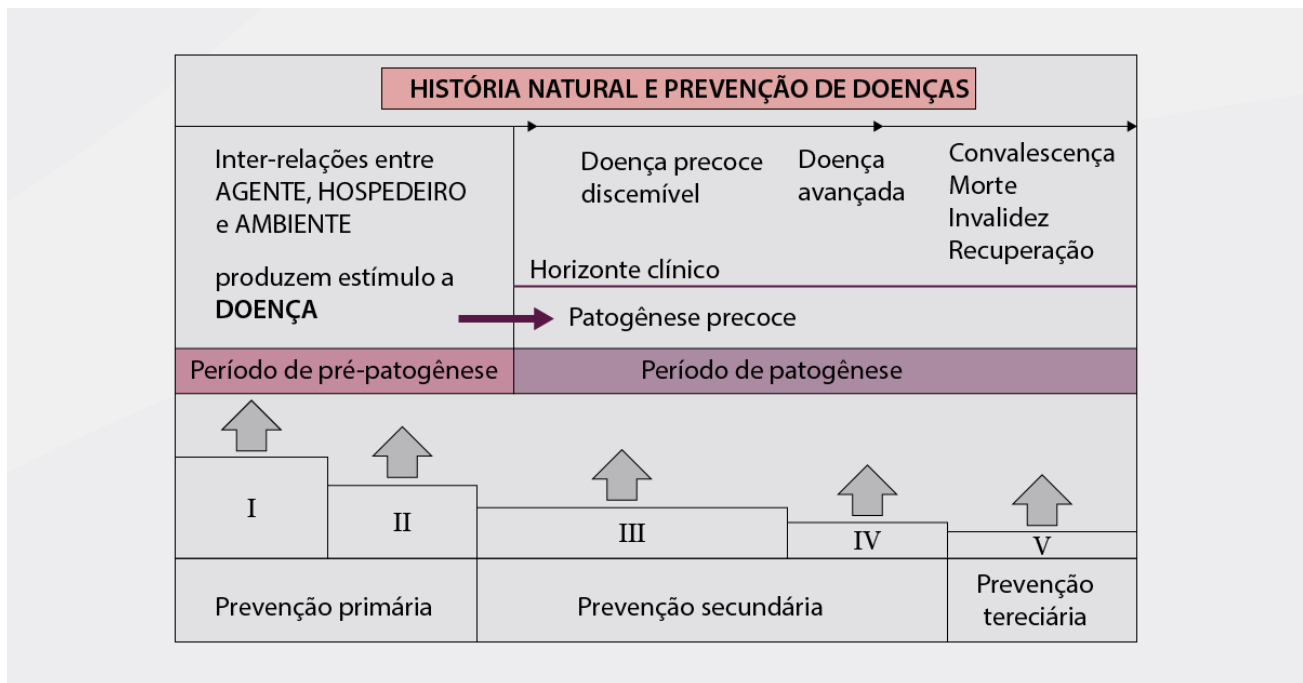 HISTÓRIA NATURAL E PREVENÇÃO DE DOENÇAS
Inter-relações entre
AGENTE, HOSPEDEIRO
e AMBIENTE
produzem estímulo a
DOENÇA
Doença precoce
discemível
Doença
avançada
Convalescença
Morte
Invalidez
Recuperação
Horizonte clínico
Patogênese precoce
Período de pré-patogênese
Período de patogênese
I
II
III
IV
V
Prevenção primária
Prevenção secundária
Prevenção
tereciária